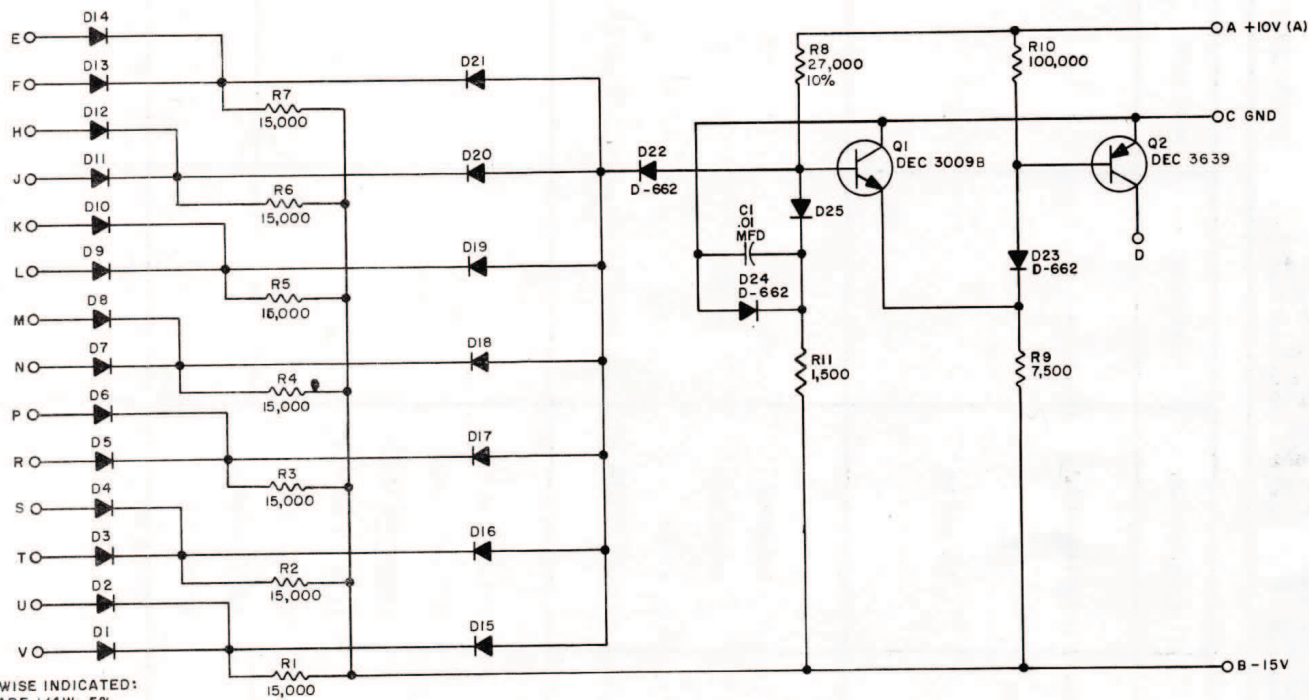 D14
E
D13
F
D12
H
D11
J
D10
K
D9
L
D8
M
D7
N
D6
P
D5
R
D4
S
D3
T
D2
U
D1
V
R7
15,000
R6
15,000
R5
15,000
R4
15,000
R3
15,000
R2
15,000
R1
15,000
D21
D20
D19
D18
D17
D16
D15
D22
D-662
R8
27,000
10%
R10
100,000
A +10V (A)
C GND
Q1
DEC 3009B
Q2
DEC 3639
D25
C1
.01
MFD
D24
D-662
D23
D-662
D
R11
1,500
R9
7,500
B -15V
WISE INDICATED: